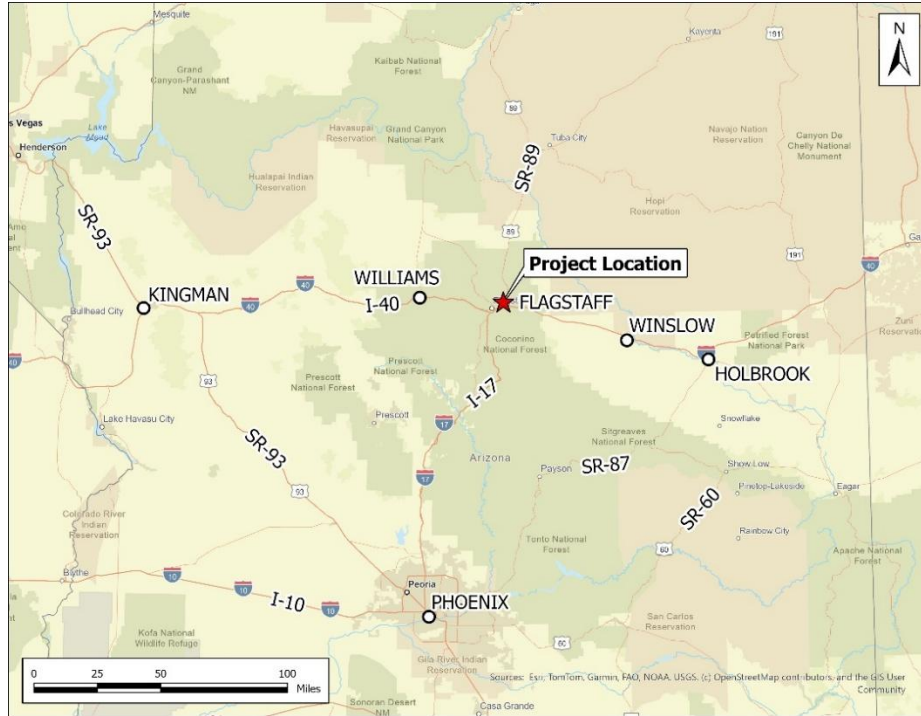 Mesquite
Kayenta
191
N
Grand
Canyon-Parashant
NM
Kaibab National
Forest
Lake
Mead
s Vegas
Henderson
Havasupai
Reservation
Grand Canyon
National Park
89
Tuba City
Navajo Nation
Reservation
Canyon De
Chelly National
Monument
Hualapai Indian
Reservation
SR-89
Hopi
Reservation
SR-93
89
191
Ga
40
Project Location
WILLIAMS
I-40
40
40
KINGMAN
FLAGSTAFF
Bullhead City
Coconino
National Forest
WINSLOW
Petrified Forest
National Park
Zuni
HOLBROOK
Prescott
National Forest
Prescott
National Forest
93
I-17
Lake Havasu City
Prescott
17
Snowflake
Sitgreaves
National Forest
SR-93
Arizona
Payson
SR-87
Show Low
Pinetop-Lakeside
Eagar
17
93
SR-60
Colorado River
Indian
Reservation
Rainbow City
Tonto National
Forest
60
Apache National
Forest
Blythe
10
10
I-10
10
Peoria
PHOENIX
San Carlos
Reservation
Kofa National
Wildlife Refuge
60
Gila River Indian
Reservation
0 25 50 100
Miles
Sources: Esri, TomTom, Garmin, FAO, NOAA, USGS, (c) OpenStreetMap contributors, and the GIS User
Community
Sonoran Desert
NM
Casa Grande